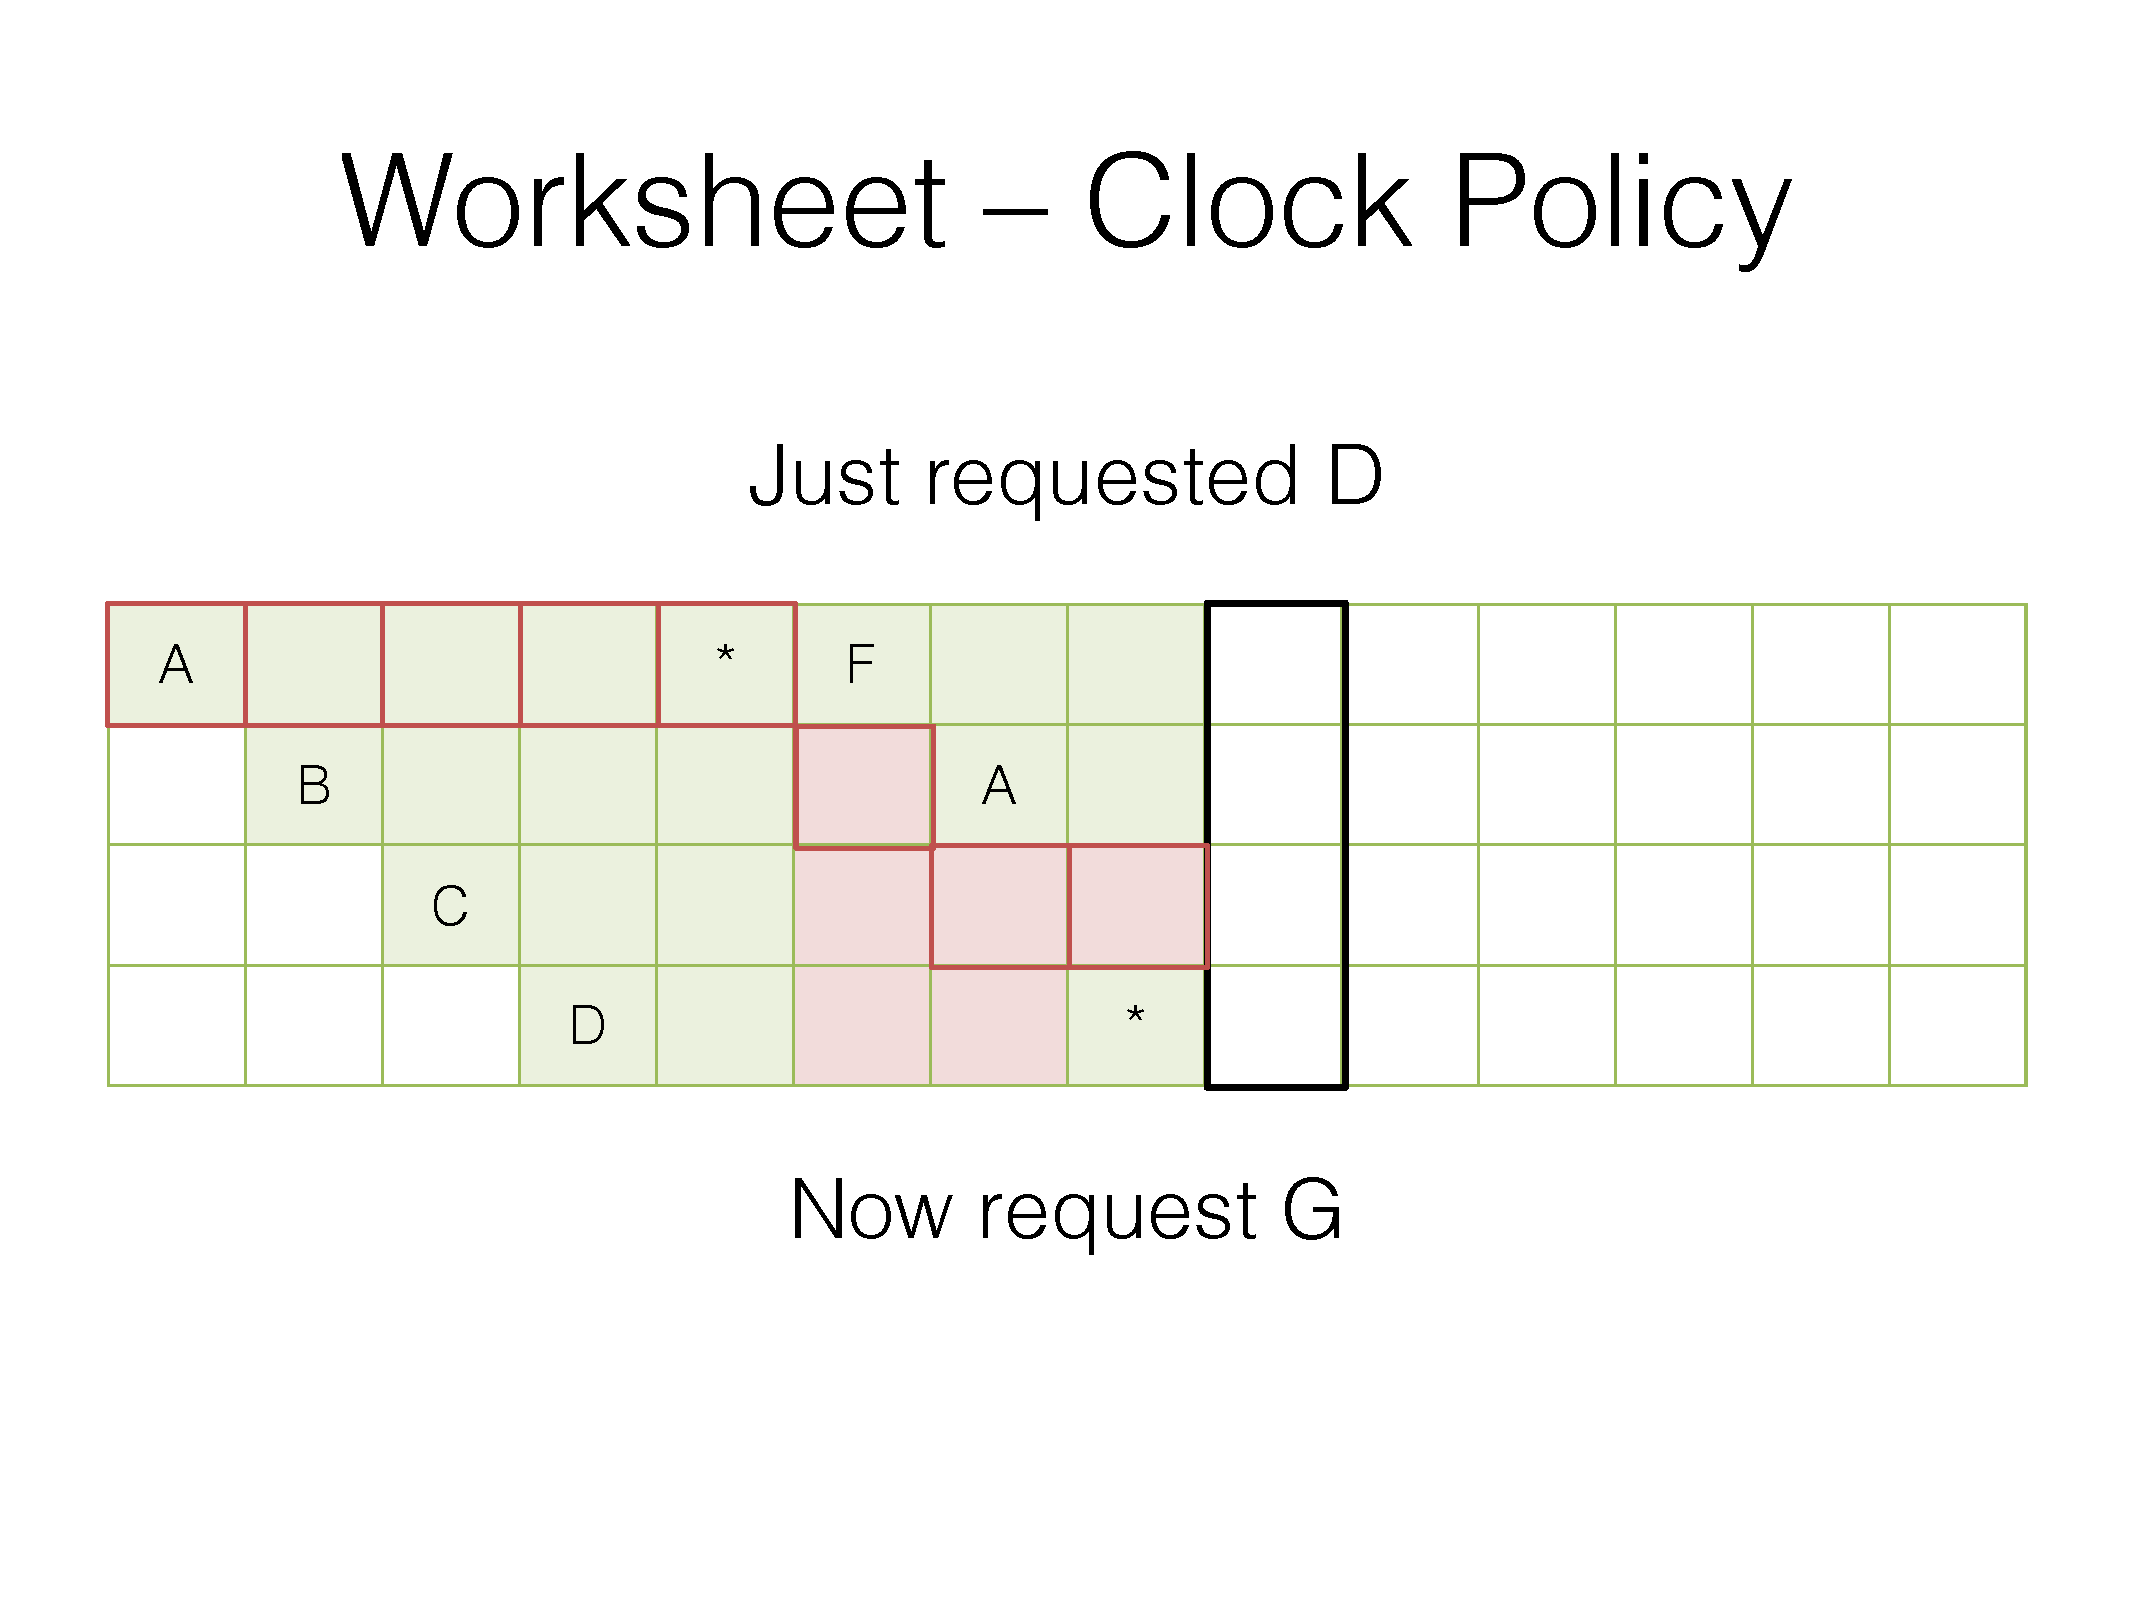 Worksheet – Clock Policy
Just requested D
A * F
B A
C
D *
Now request G